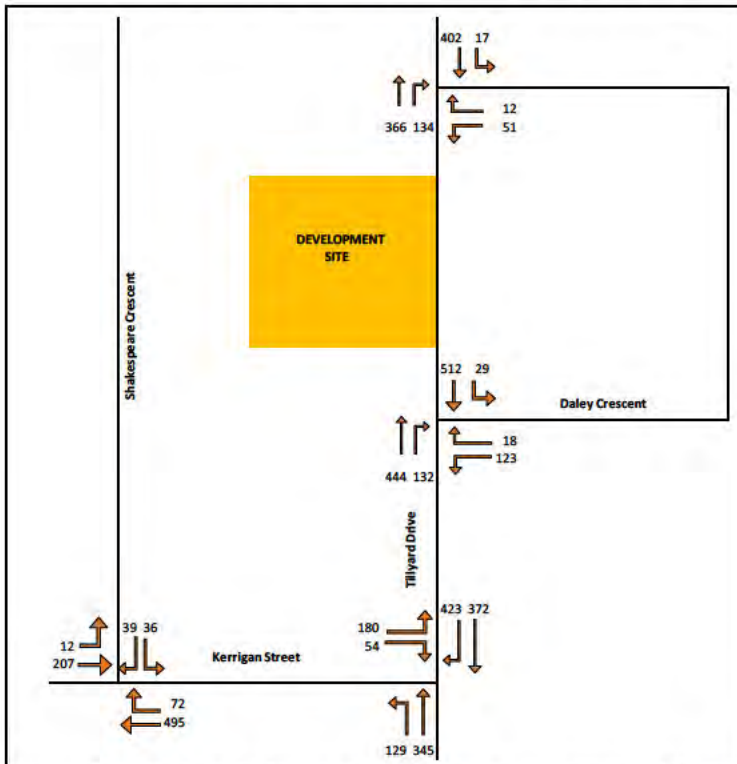 402 17
366 134
12
51
DEVELOPMENT
SITE
Shakespeare Crescent
512 29
Daley Crescent
444 132
18
123
Tillyard Drive
39 36
12
207
Kerrigan Street
180
54
423 372
72
495
129 345